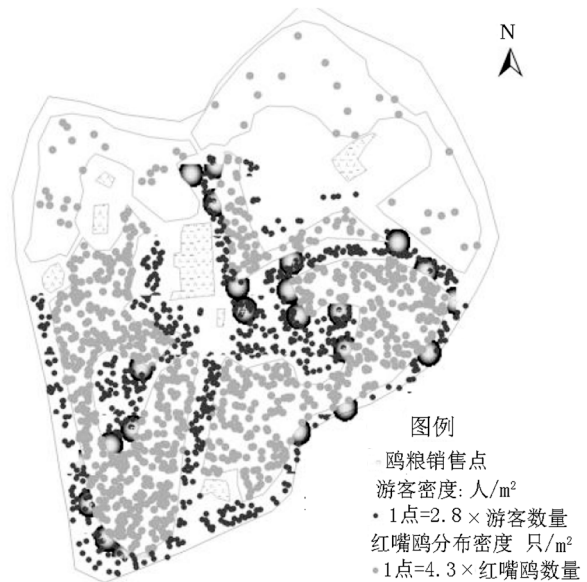 N
图例
鸥粮销售点
游客密度: 人/m²
• 1点=2.8×游客数量
红嘴鸥分布密度 只/m²
• 1点=4.3×红嘴鸥数量